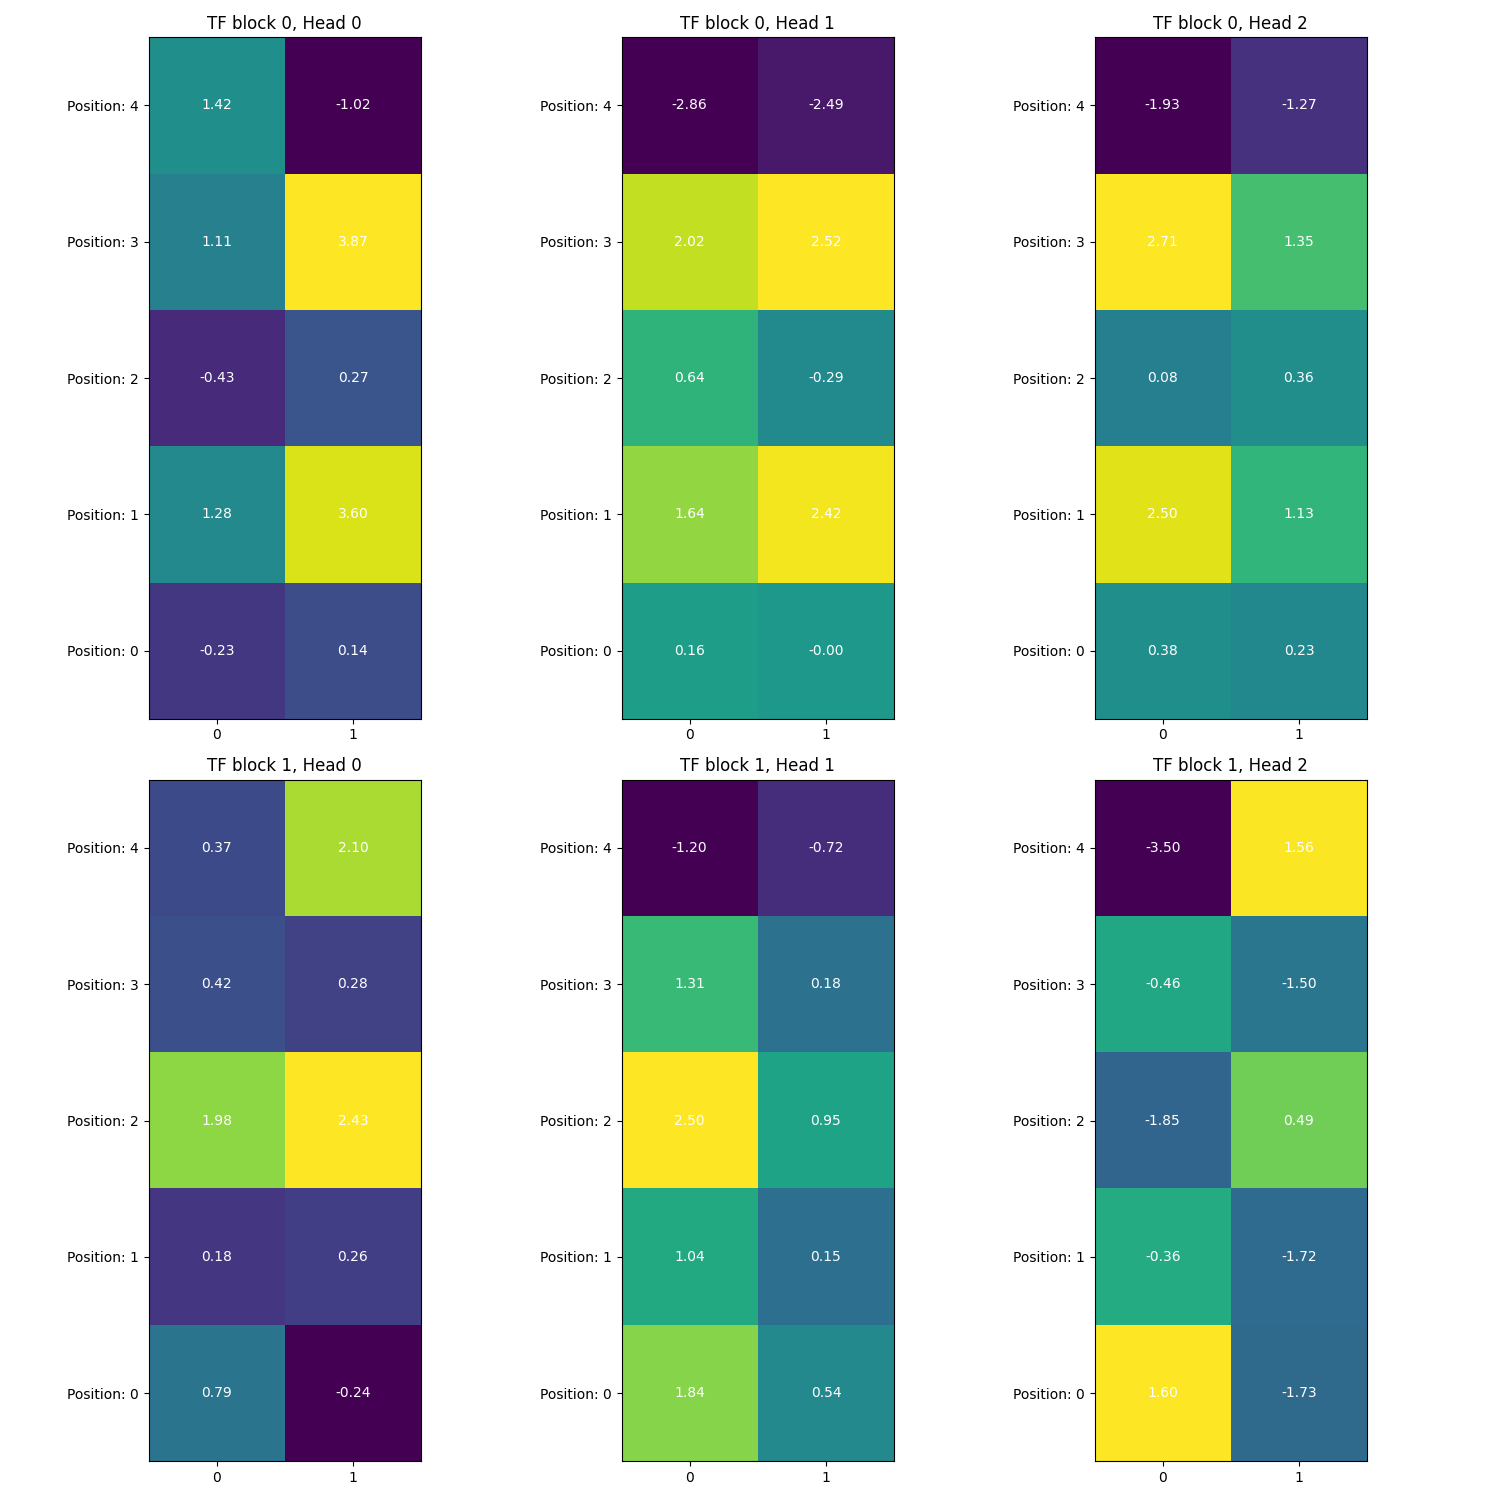 TF block 0, Head 0
Position: 4 1.42 -1.02
Position: 3 1.11 3.87
Position: 2 -0.43 0.27
Position: 1 1.28 3.60
Position: 0 -0.23 0.14
0 1
TF block 0, Head 1
Position: 4 -2.86 -2.49
Position: 3 2.02 2.52
Position: 2 0.64 -0.29
Position: 1 1.64 2.42
Position: 0 0.16 -0.00
0 1
TF block 0, Head 2
Position: 4 -1.93 -1.27
Position: 3 2.71 1.35
Position: 2 0.08 0.36
Position: 1 2.50 1.13
Position: 0 0.38 0.23
0 1
TF block 1, Head 0
Position: 4 0.37 2.10
Position: 3 0.42 0.28
Position: 2 1.98 2.43
Position: 1 0.18 0.26
Position: 0 0.79 -0.24
0 1
TF block 1, Head 1
Position: 4 -1.20 -0.72
Position: 3 1.31 0.18
Position: 2 2.50 0.95
Position: 1 1.04 0.15
Position: 0 1.84 0.54
0 1
TF block 1, Head 2
Position: 4 -3.50 1.56
Position: 3 -0.46 -1.50
Position: 2 -1.85 0.49
Position: 1 -0.36 -1.72
Position: 0 1.60 -1.73
0 1